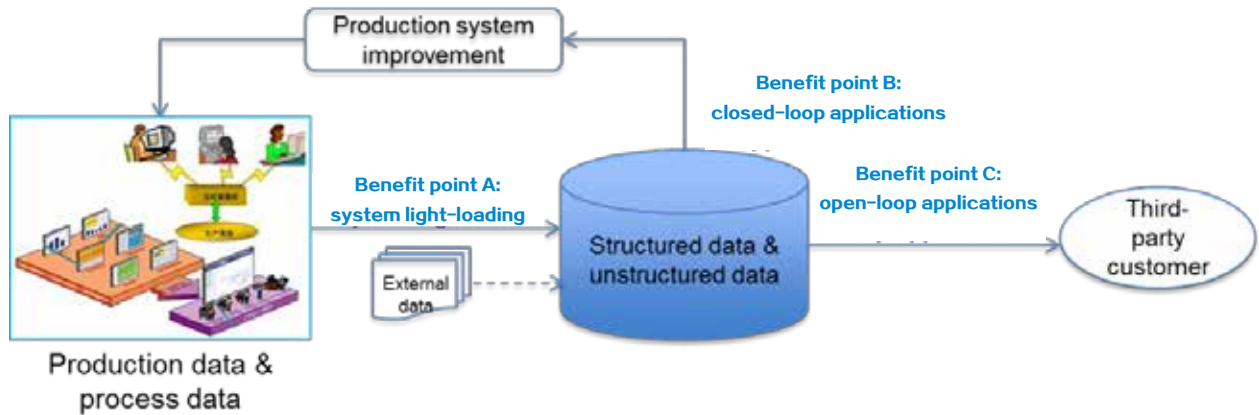 Production system
improvement
Benefit point B:
closed-loop applications
Benefit point A:
system light-loading
Benefit point C:
open-loop applications
Structured data &
unstructured data
External
data
Third-
party
customer
Production data &
process data